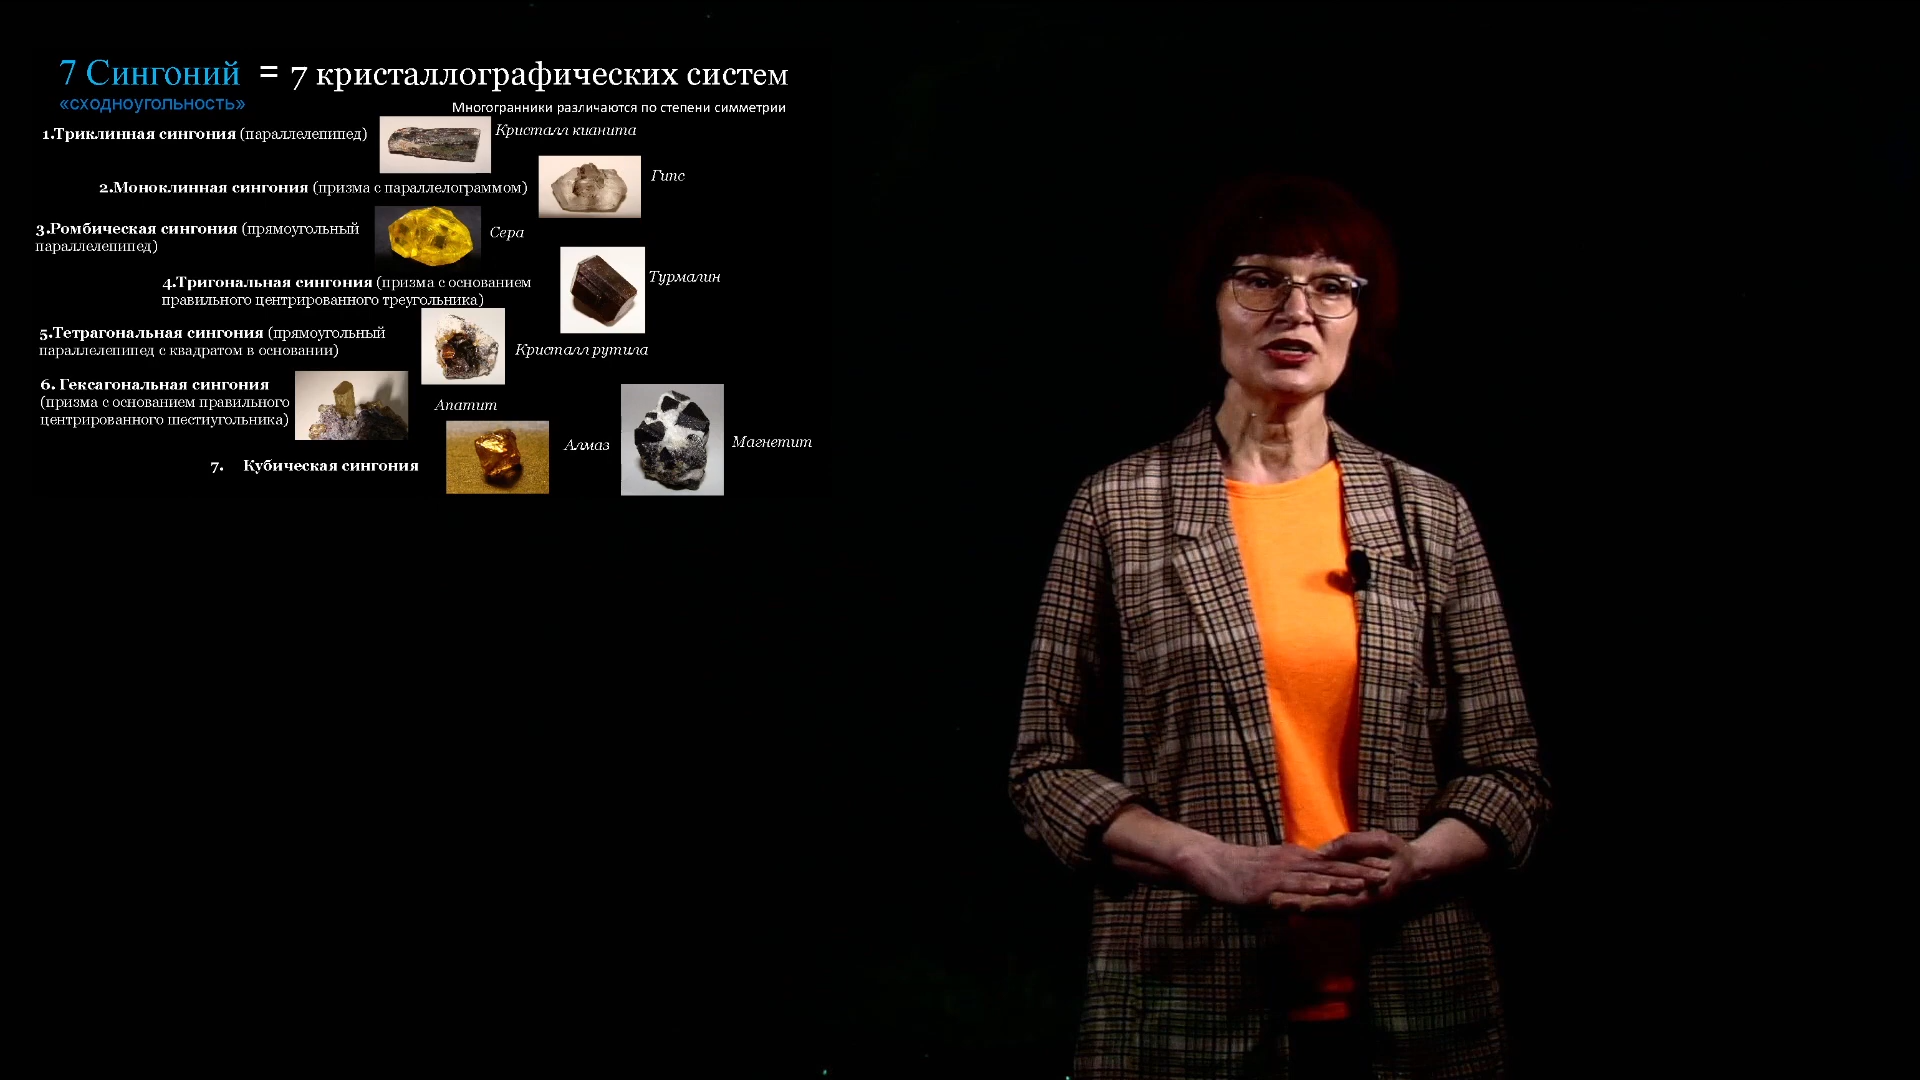 7 Сингоний = 7 кристаллографических систем
«сходноугольность»
Многогранники различаются по степени симметрии
1.Триклинная сингония (параллелепипед)
Кристалл кианита
2.Моноклинная сингония (призма с параллелограммом)
Гипс
3.Ромбическая сингония (прямоугольный
параллелепипед)
Сера
4.Тригональная сингония (призма с основанием
правильного центрированного треугольника)
Турмалин
5.Тетрагональная сингония (прямоугольный
параллелепипед с квадратом в основании)
Кристалл рутила
6. Гексагональная сингония
(призма с основанием правильного
центрированного шестиугольника)
Апатит
7. Кубическая сингония
Алмаз
Магнетит